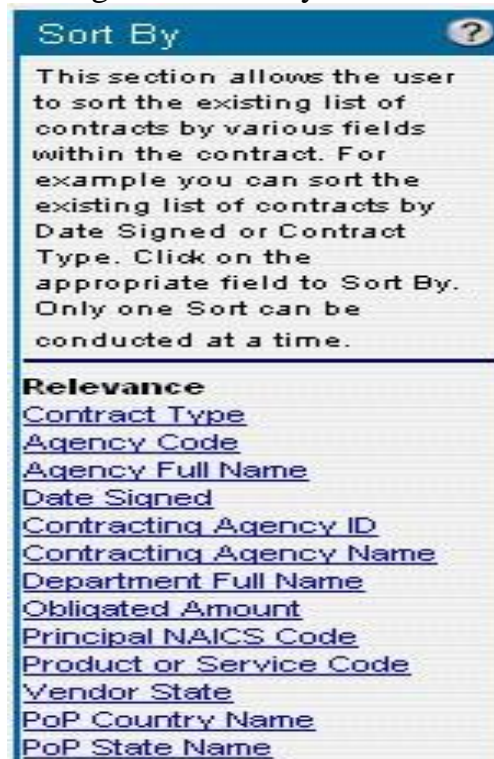 Sort By ?
This section allows the user
to sort the existing list of
contracts by various fields
within the contract. For
example you can sort the
existing list of contracts by
Date Signed or Contract
Type. Click on the
appropriate field to Sort By.
Only one Sort can be
conducted at a time.
Relevance
Contract Type
Agency Code
Agency Full Name
Date Signed
Contracting Agency ID
Contracting Agency Name
Department Full Name
Obligated Amount
Principal NAICS Code
Product or Service Code
Vendor State
PoP Country Name
PoP State Name